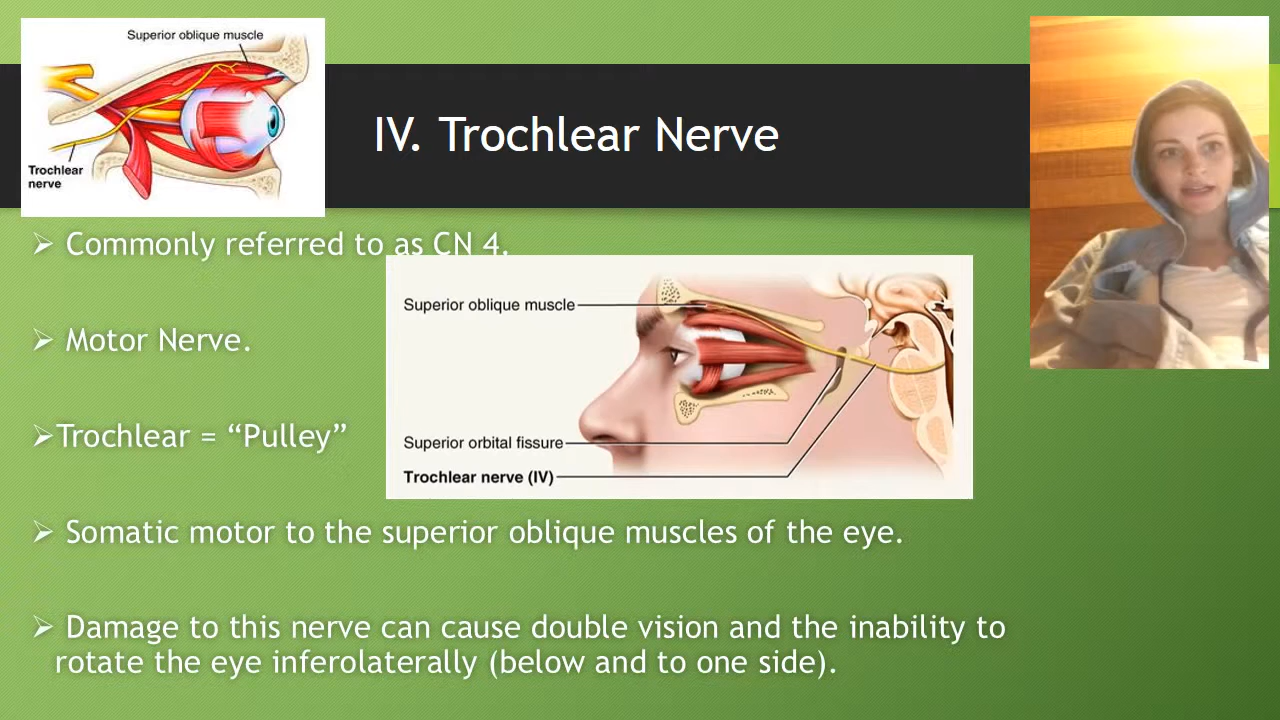 Superior oblique muscle
Trochlear
nerve
IV. Trochlear Nerve
➢ Commonly referred to as CN 4.
➢ Motor Nerve.
➢Trochlear = “Pulley”
Superior oblique muscle
Superior orbital fissure
Trochlear nerve (IV)
➢ Somatic motor to the superior oblique muscles of the eye.
➢ Damage to this nerve can cause double vision and the inability to
rotate the eye inferolaterally (below and to one side).